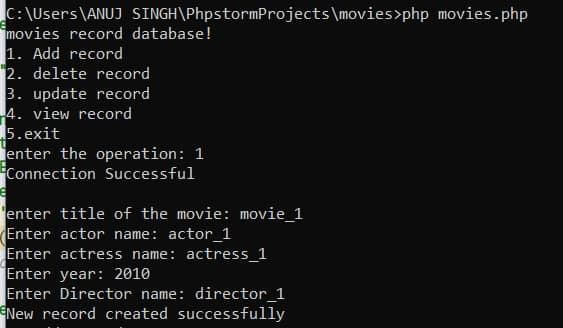 C:\Users\ANUJ SINGH\PhpstormProjects\movies>php movies.php
movies record database!
1. Add record
2. delete record
3. update record
4. view record
5.exit
enter the operation: 1
Connection Successful
enter title of the movie: movie_1
Enter actor name: actor_1
Enter actress name: actress_1
Enter year: 2010
Enter Director name: director_1
New record created successfully